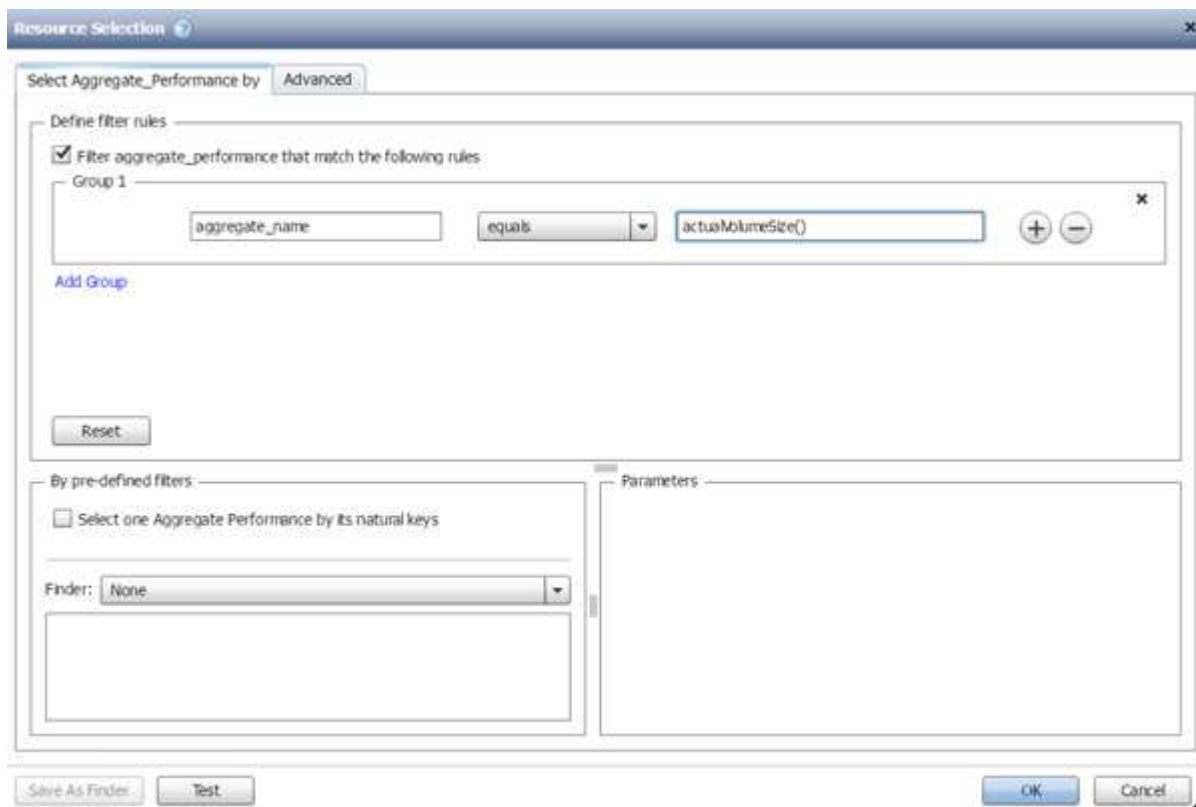 Resource Selection
Select Aggregate_Performance by
Advanced
Define filter rules
Filter aggregate_performance that match the following rules
Group 1
aggregate_name
equals
actualVolumeSize()
Add Group
Reset
By pre-defined filters
Select one Aggregate Performance by its natural keys
Finder:
None
Parameters
Save As Finder
Test
OK
Cancel